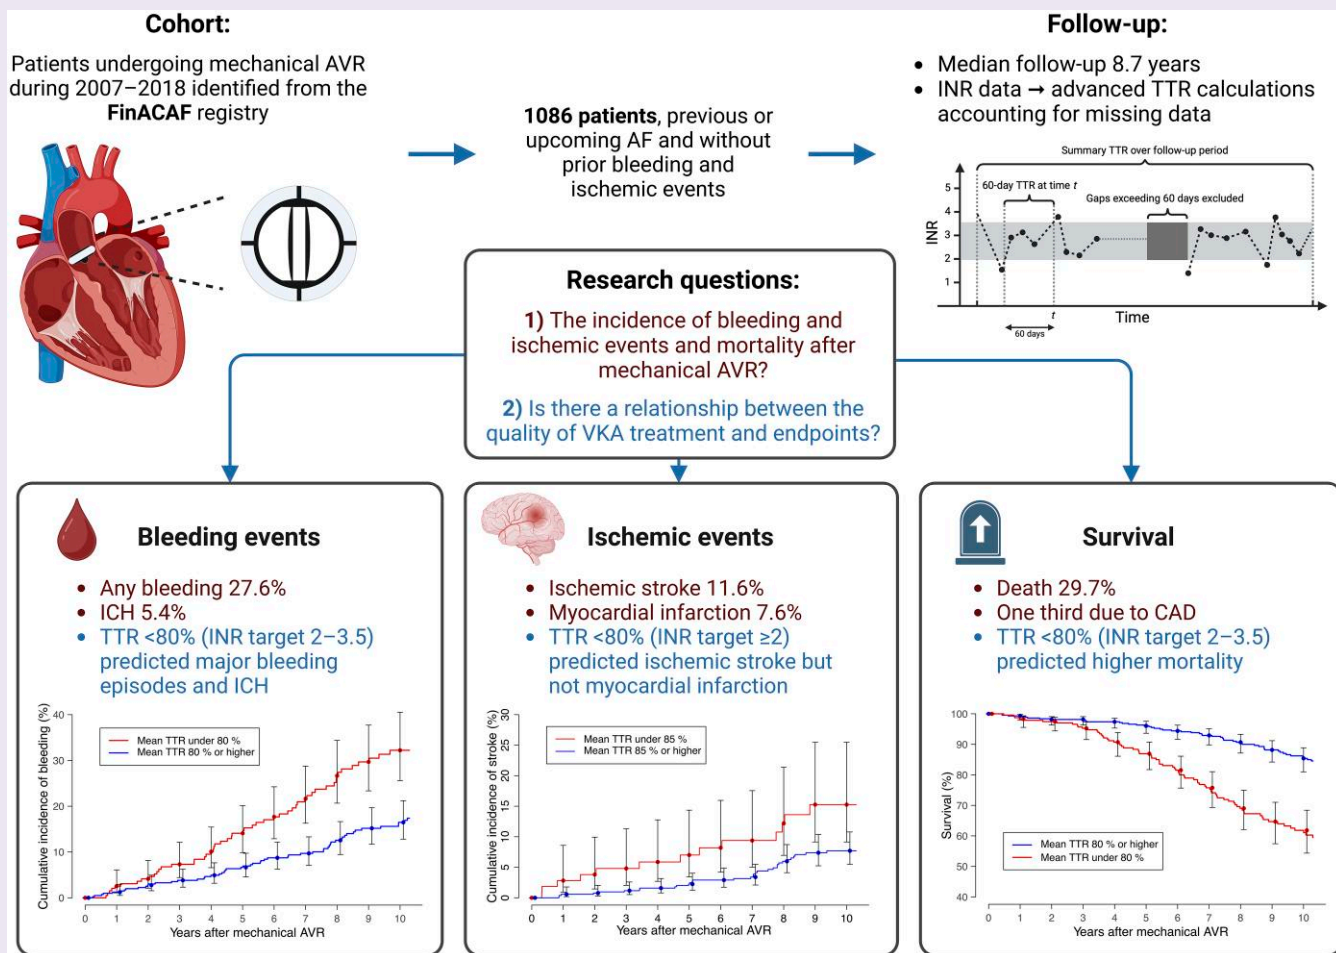 Cohort:
Patients undergoing mechanical AVR
during 2007–2018 identified from the
FinACAF registry
1086 patients, previous or
upcoming AF and without
prior bleeding and
ischemic events
Follow-up:
• Median follow-up 8.7 years
• INR data → advanced TTR calculations
accounting for missing data
Summary TTR over follow-up period
60-day TTR at time t
Gaps exceeding 60 days excluded
INR
5
4
3
2
1
t
Time
60 days
Research questions:
1) The incidence of bleeding and
ischemic events and mortality after
mechanical AVR?
2) Is there a relationship between the
quality of VKA treatment and endpoints?
Bleeding events
• Any bleeding 27.6%
• ICH 5.4%
• TTR <80% (INR target 2–3.5)
predicted major bleeding
episodes and ICH
Cumulative incidence of bleeding (%)
40
30
20
10
0
Mean TTR under 80 %
Mean TTR 80 % or higher
0 1 2 3 4 5 6 7 8 9 10
Years after mechanical AVR
Ischemic events
• Ischemic stroke 11.6%
• Myocardial infarction 7.6%
• TTR <80% (INR target ≥2)
predicted ischemic stroke but
not myocardial infarction
Cumulative incidence of stroke (%)
30
25
20
15
10
5
0
Mean TTR under 85 %
Mean TTR 85 % or higher
0 1 2 3 4 5 6 7 8 9 10
Years after mechanical AVR
Survival
• Death 29.7%
• One third due to CAD
• TTR <80% (INR target 2–3.5)
predicted higher mortality
Survival (%)
100
90
80
70
60
50
40
Mean TTR 80 % or higher
Mean TTR under 80 %
0 1 2 3 4 5 6 7 8 9 10
Years after mechanical AVR